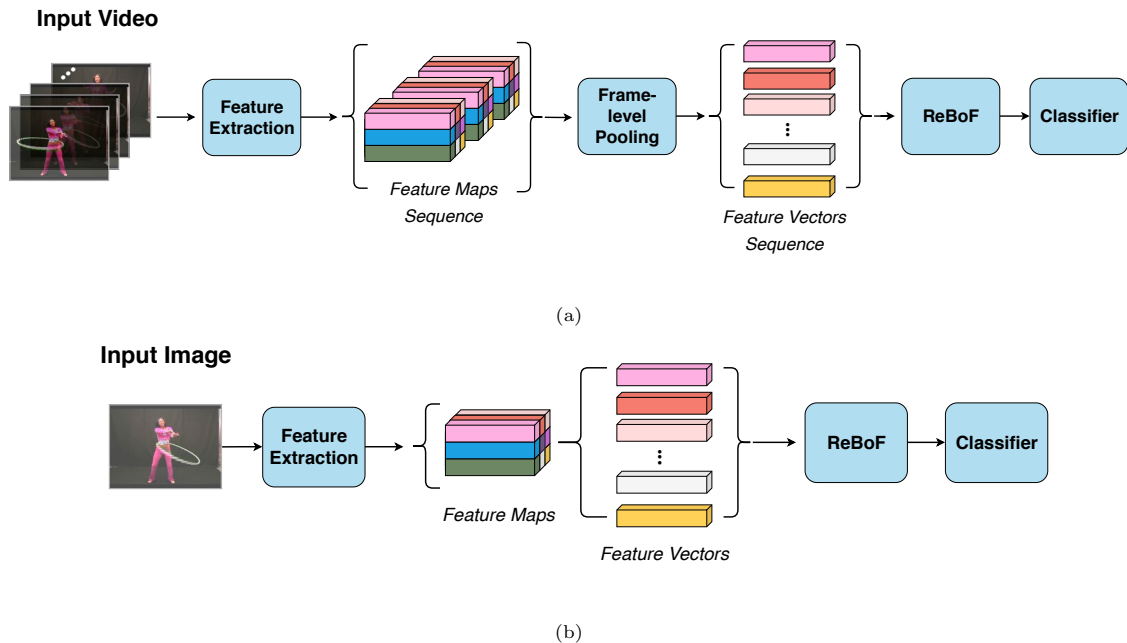 Input Video
Feature
Extraction
Feature Maps
Sequence
Frame-
level
Pooling
Feature Vectors
Sequence
ReBoF
Classifier
(a)
Input Image
Feature
Extraction
Feature Maps
Feature Vectors
ReBoF
Classifier
(b)